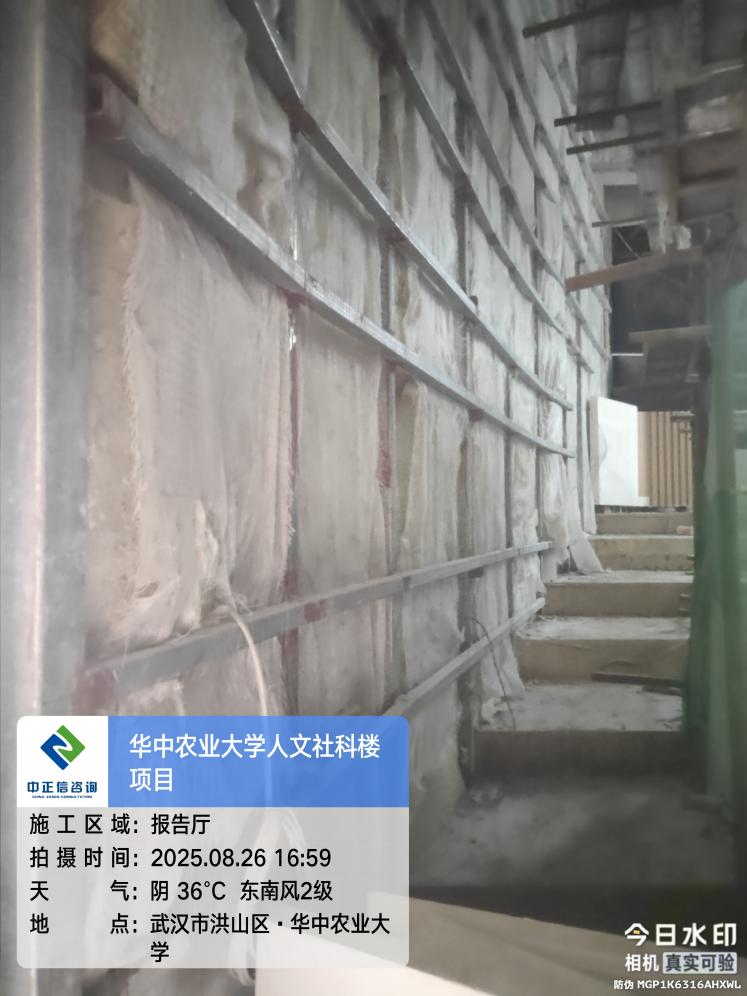 华中农业大学人文社科楼
项目
中正信咨询
CHINA ZOSEN CONSULTATION
施工区域：报告厅
拍摄时间：2025.08.26 16:59
天气：阴 36℃ 东南风2级
地点：武汉市洪山区·华中农业大
学
今日水印
相机 真实可验
防伪 MGP1K6316AHXWL